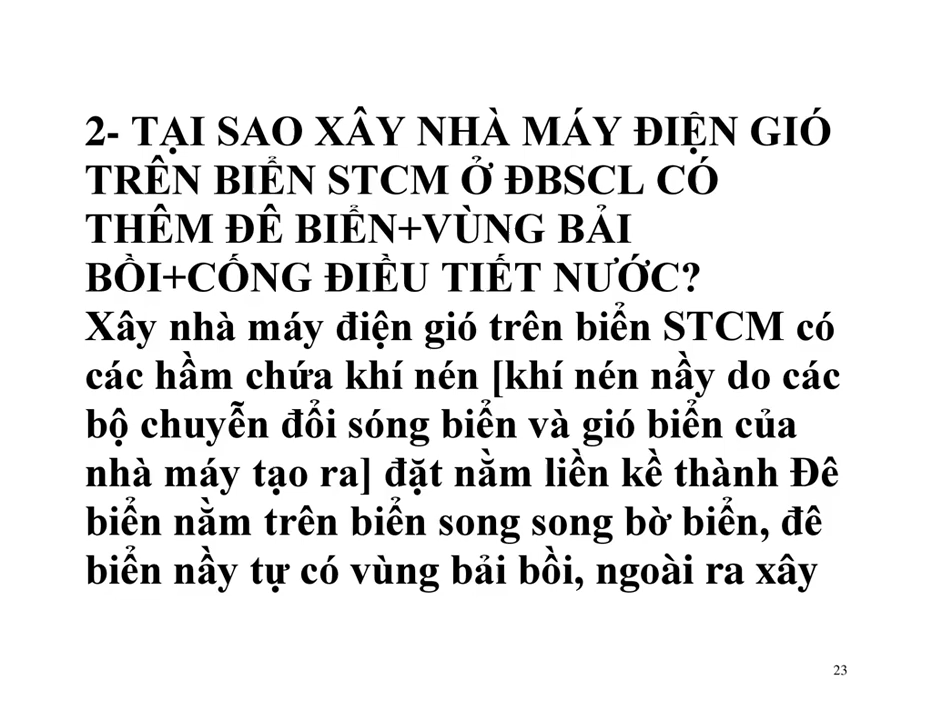 2- TẠI SAO XÂY NHÀ MÁY ĐIỆN GIÓ
TRÊN BIỂN STCM Ở ĐBSCL CÓ
THÊM ĐÊ BIỂN+VÙNG BẢI
BỒI+CỐNG ĐIỀU TIẾT NƯỚC?
Xây nhà máy điện gió trên biển STCM có
các hầm chứa khí nén [khí nén nầy do các
bộ chuyễn đổi sóng biển và gió biển của
nhà máy tạo ra] đặt nằm liền kề thành Đê
biển nằm trên biển song song bờ biển, đê
biển nầy tự có vùng bải bồi, ngoài ra xây
23